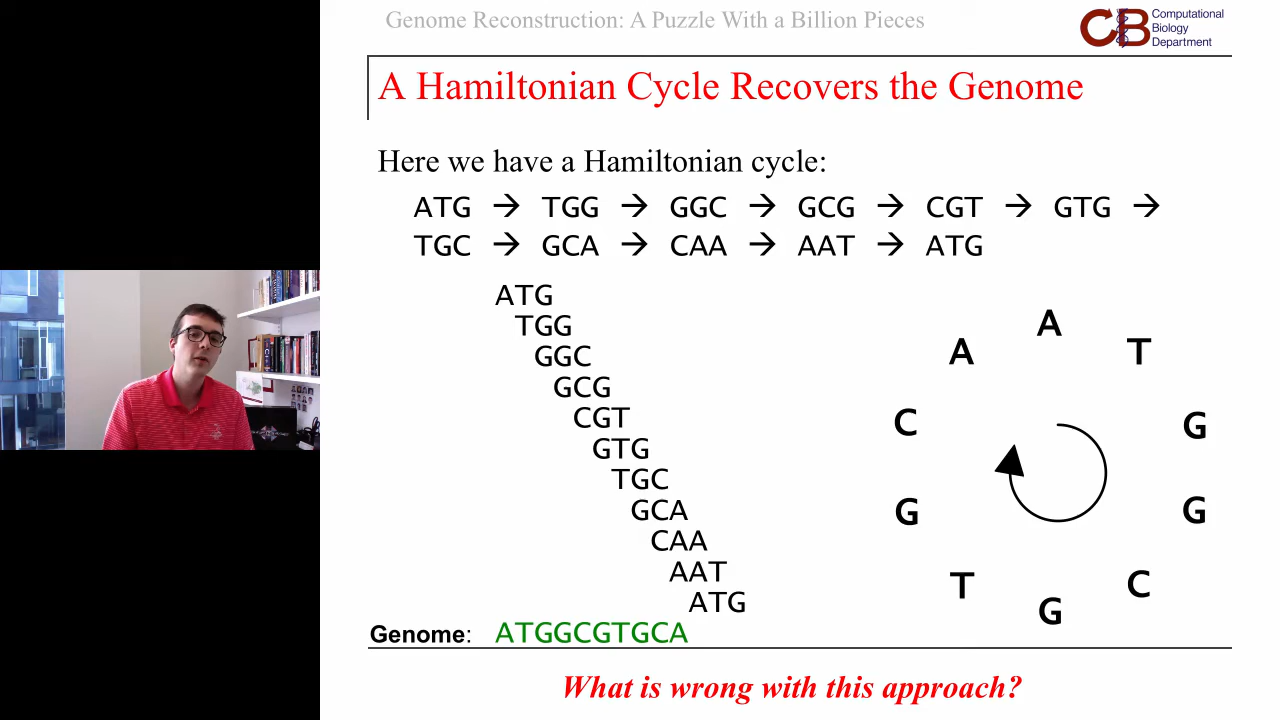 Genome Reconstruction: A Puzzle With a Billion Pieces
CB Computational
Biology
Department
A Hamiltonian Cycle Recovers the Genome
Here we have a Hamiltonian cycle:
ATG → TGG → GGC → GCG → CGT → GTG →
TGC → GCA → CAA → AAT → ATG
ATG
TGG
GGC
GCG
CGT
GTG
TGC
GCA
CAA
AAT
ATG
Genome: ATGGCGTGCA
A
T
G
G
C
G
T
G
C
A
What is wrong with this approach?